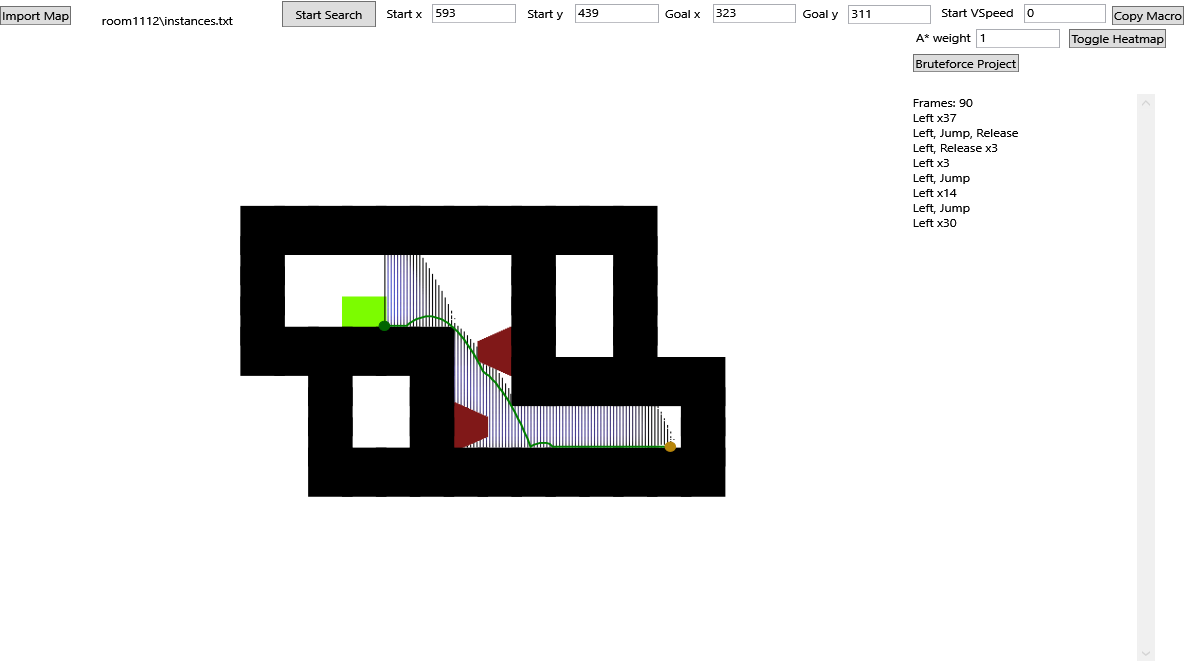 Import Map room1112\instances.txt Start Search Start x 593 Start y 439 Goal x 323 Goal y 311 Start VSpeed 0 Copy Macro
A* weight 1 Toggle Heatmap
Bruteforce Project
Frames: 90
Left x37
Left, Jump, Release
Left, Release x3
Left x3
Left, Jump
Left x14
Left, Jump
Left x30